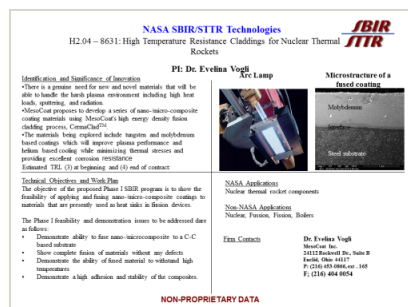 NASA SBIR/STTR Technologies
H2.04 – 8631: High Temperature Resistance Claddings for Nuclear Thermal
Rockets
SBIR
STTR
PI: Dr. Evelina Vogli
Identification and Significance of Innovation
•There is a genuine need for new and novel materials that will be
able to handle the harsh plasma environment including high heat
loads, sputtering, and radiation.
•MesoCoat proposes to develop a series of nano-/micro-composite
coating materials using MesoCoat's high energy density fusion
cladding process, CermaClad™
•The materials being explored include tungsten and molybdenum
based coatings which will improve plasma performance and
helium based cooling while minimizing thermal stresses and
providing excellent corrosion resistance
Estimated TRL (3) at beginning and (4) end of contract
Arc Lamp
Microstructure of a
fused coating
Molybdenum
Interface
Steel substrate
Technical Objectives and Work Plan
The objective of the proposed Phase I SBIR program is to show the
feasibility of applying and fusing nano-/micro-composite coatings to
materials that are presently used as heat sinks in fission devices.
The Phase I feasibility and demonstration issues to be addressed are
as follows:
• Demonstrate ability to fuse nano-/microcomposite to a C-C
based substrate
• Show complete fusion of materials without any defects
• Demonstrate the ability of fused material to withstand high
temperatures
• Demonstrate a high adhesion and stability of the composites.
NASA Applications
Nuclear thermal rocket components
Non-NASA Applications
Nuclear, Fusion, Fission, Boilers
Firm Contacts
Dr. Evelina Vogli
MesoCoat Inc.
24112 Rockwell Dr., Suite B
Euclid, Ohio 44117
P: (216) 453-0866, ext. 165
F; (216) 404 0054
NON-PROPRIETARY DATA